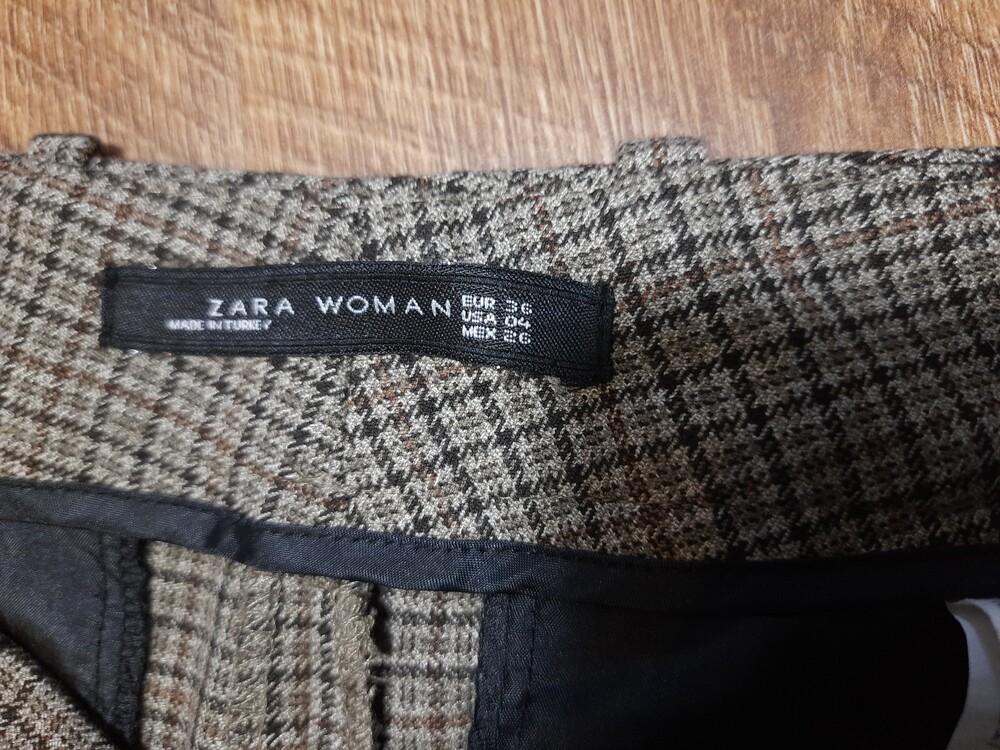 ZARA WOMAN
MADE IN TURKEY
EUR 36
USA 04
MEX 26